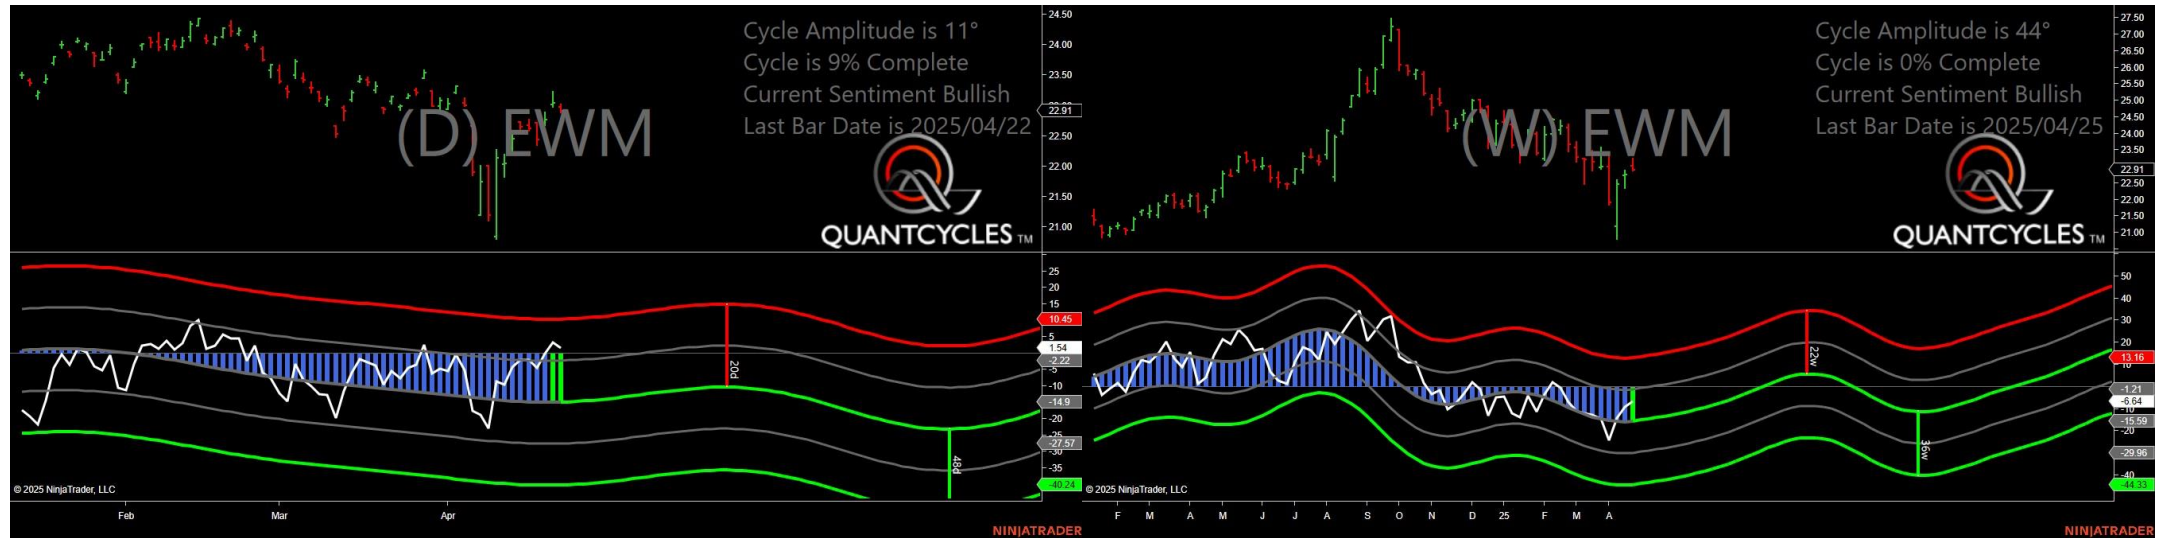 Cycle Amplitude is 11°
Cycle is 9% Complete
Current Sentiment Bullish
Last Bar Date is 2025/04/22
(D) EWM
QUANTCYCLES TM
24.50
24.00
23.50
22.91
22.50
22.00
21.50
21.00
25
20
15
10.45
5
1.54
-2.22
-5
-10
-14.9
-20
-27.57
-30
-35
-40.24
20d
48d
© 2025 NinjaTrader, LLC
Feb
Mar
Apr
NINJATRADER
Cycle Amplitude is 44°
Cycle is 0% Complete
Current Sentiment Bullish
Last Bar Date is 2025/04/25
(W) EWM
QUANTCYCLES TM
27.50
27.00
26.50
26.00
25.50
25.00
24.50
24.00
23.50
22.91
22.50
22.00
21.50
21.00
50
40
30
20
13.16
10
-1.21
-6.64
-10
-15.59
-20
-29.96
-40
-44.33
22w
36w
© 2025 NinjaTrader, LLC
F
M
A
M
J
J
A
S
O
N
D
25
F
M
A
NINJATRADER